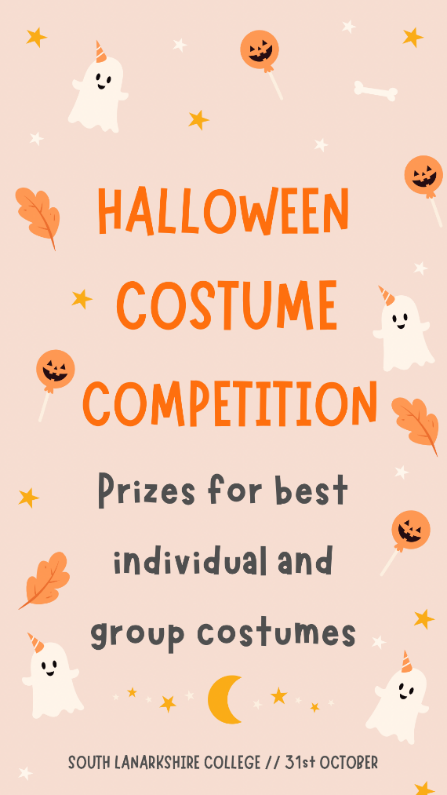 HALLOWEEN
COSTUME
COMPETITION
Prizes for best
individual and
group costumes
SOUTH LANARKSHIRE COLLEGE // 31st OCTOBER